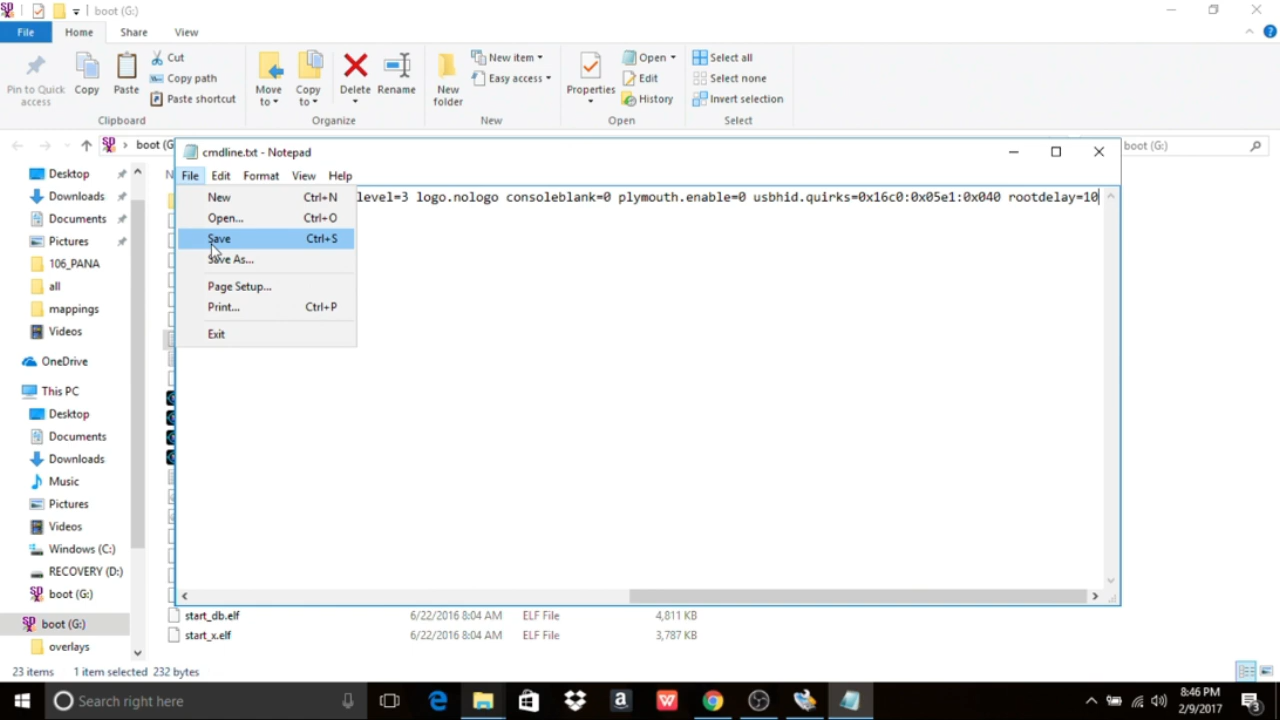 boot (G:)
File Home Share View
Pin to Quick access
Copy
Paste
Cut
Copy path
Paste shortcut
Clipboard
Move to
Copy to
Delete
Rename
Organize
New folder
New item
Easy access
New
Properties
Open
Edit
History
Open
Select all
Select none
Invert selection
Select
boot (G
boot (G:)
cmdline.txt - Notepad
File Edit Format View Help
level=3 logo.nologo consoleblank=0 plymouth.enable=0 usbhid.quirks=0x16c0:0x05e1:0x040 rootdelay=10
New Ctrl+N
Open... Ctrl+O
Save Ctrl+S
Save As...
Page Setup...
Print... Ctrl+P
Exit
Desktop
Downloads
Documents
Pictures
106_PANA
all
mappings
Videos
OneDrive
This PC
Desktop
Documents
Downloads
Music
Pictures
Videos
Windows (C:)
RECOVERY (D:)
boot (G:)
boot (G:)
overlays
start_db.elf 6/22/2016 8:04 AM ELF File 4,811 KB
start_x.elf 6/22/2016 8:04 AM ELF File 3,787 KB
23 items 1 item selected 232 bytes
Search right here
8:46 PM
2/9/2017
3